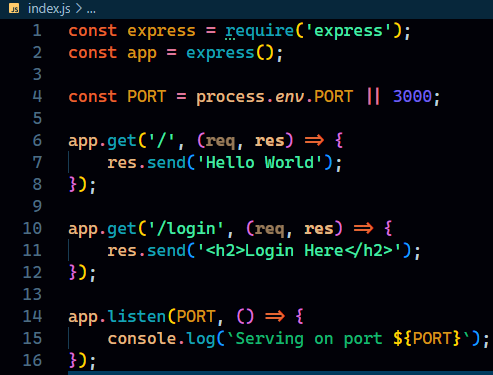 JS index.js > ...
1 const express = require('express');
2 const app = express();
3
4 const PORT = process.env.PORT || 3000;
5
6 app.get('/', (req, res) => {
7     res.send('Hello World');
8 });
9
10 app.get('/login', (req, res) => {
11     res.send('<h2>Login Here</h2>');
12 });
13
14 app.listen(PORT, () => {
15     console.log(`Serving on port ${PORT}`);
16 });